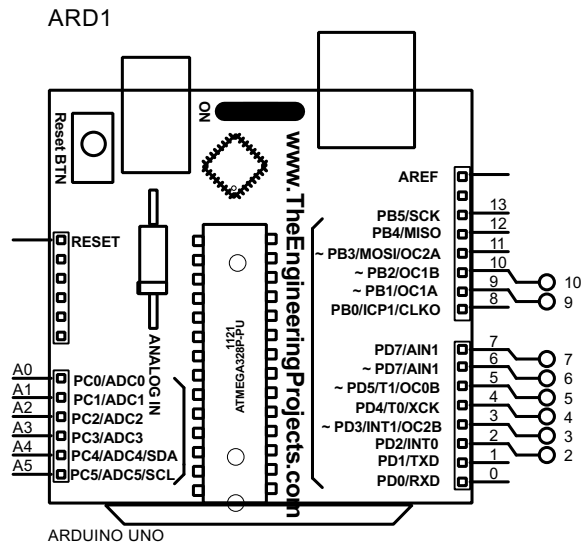 ARD1
ON
Reset BTN
www.TheEngineeringProjects.com
RESET
AREF
PB5/SCK 13
PB4/MISO 12
~ PB3/MOSI/OC2A 11
~ PB2/OC1B 10 10
~ PB1/OC1A 9 9
PB0/ICP1/CLKO 8
1121
ATMEGA328P-PU
ANALOG IN
A0 PC0/ADC0
A1 PC1/ADC1
A2 PC2/ADC2
A3 PC3/ADC3
A4 PC4/ADC4/SDA
A5 PC5/ADC5/SCL
PD7/AIN1 7 7
~ PD7/AIN1 6 6
~ PD5/T1/OC0B 5 5
PD4/T0/XCK 4 4
~ PD3/INT1/OC2B 3 3
PD2/INT0 2 2
PD1/TXD 1
PD0/RXD 0
ARDUINO UNO